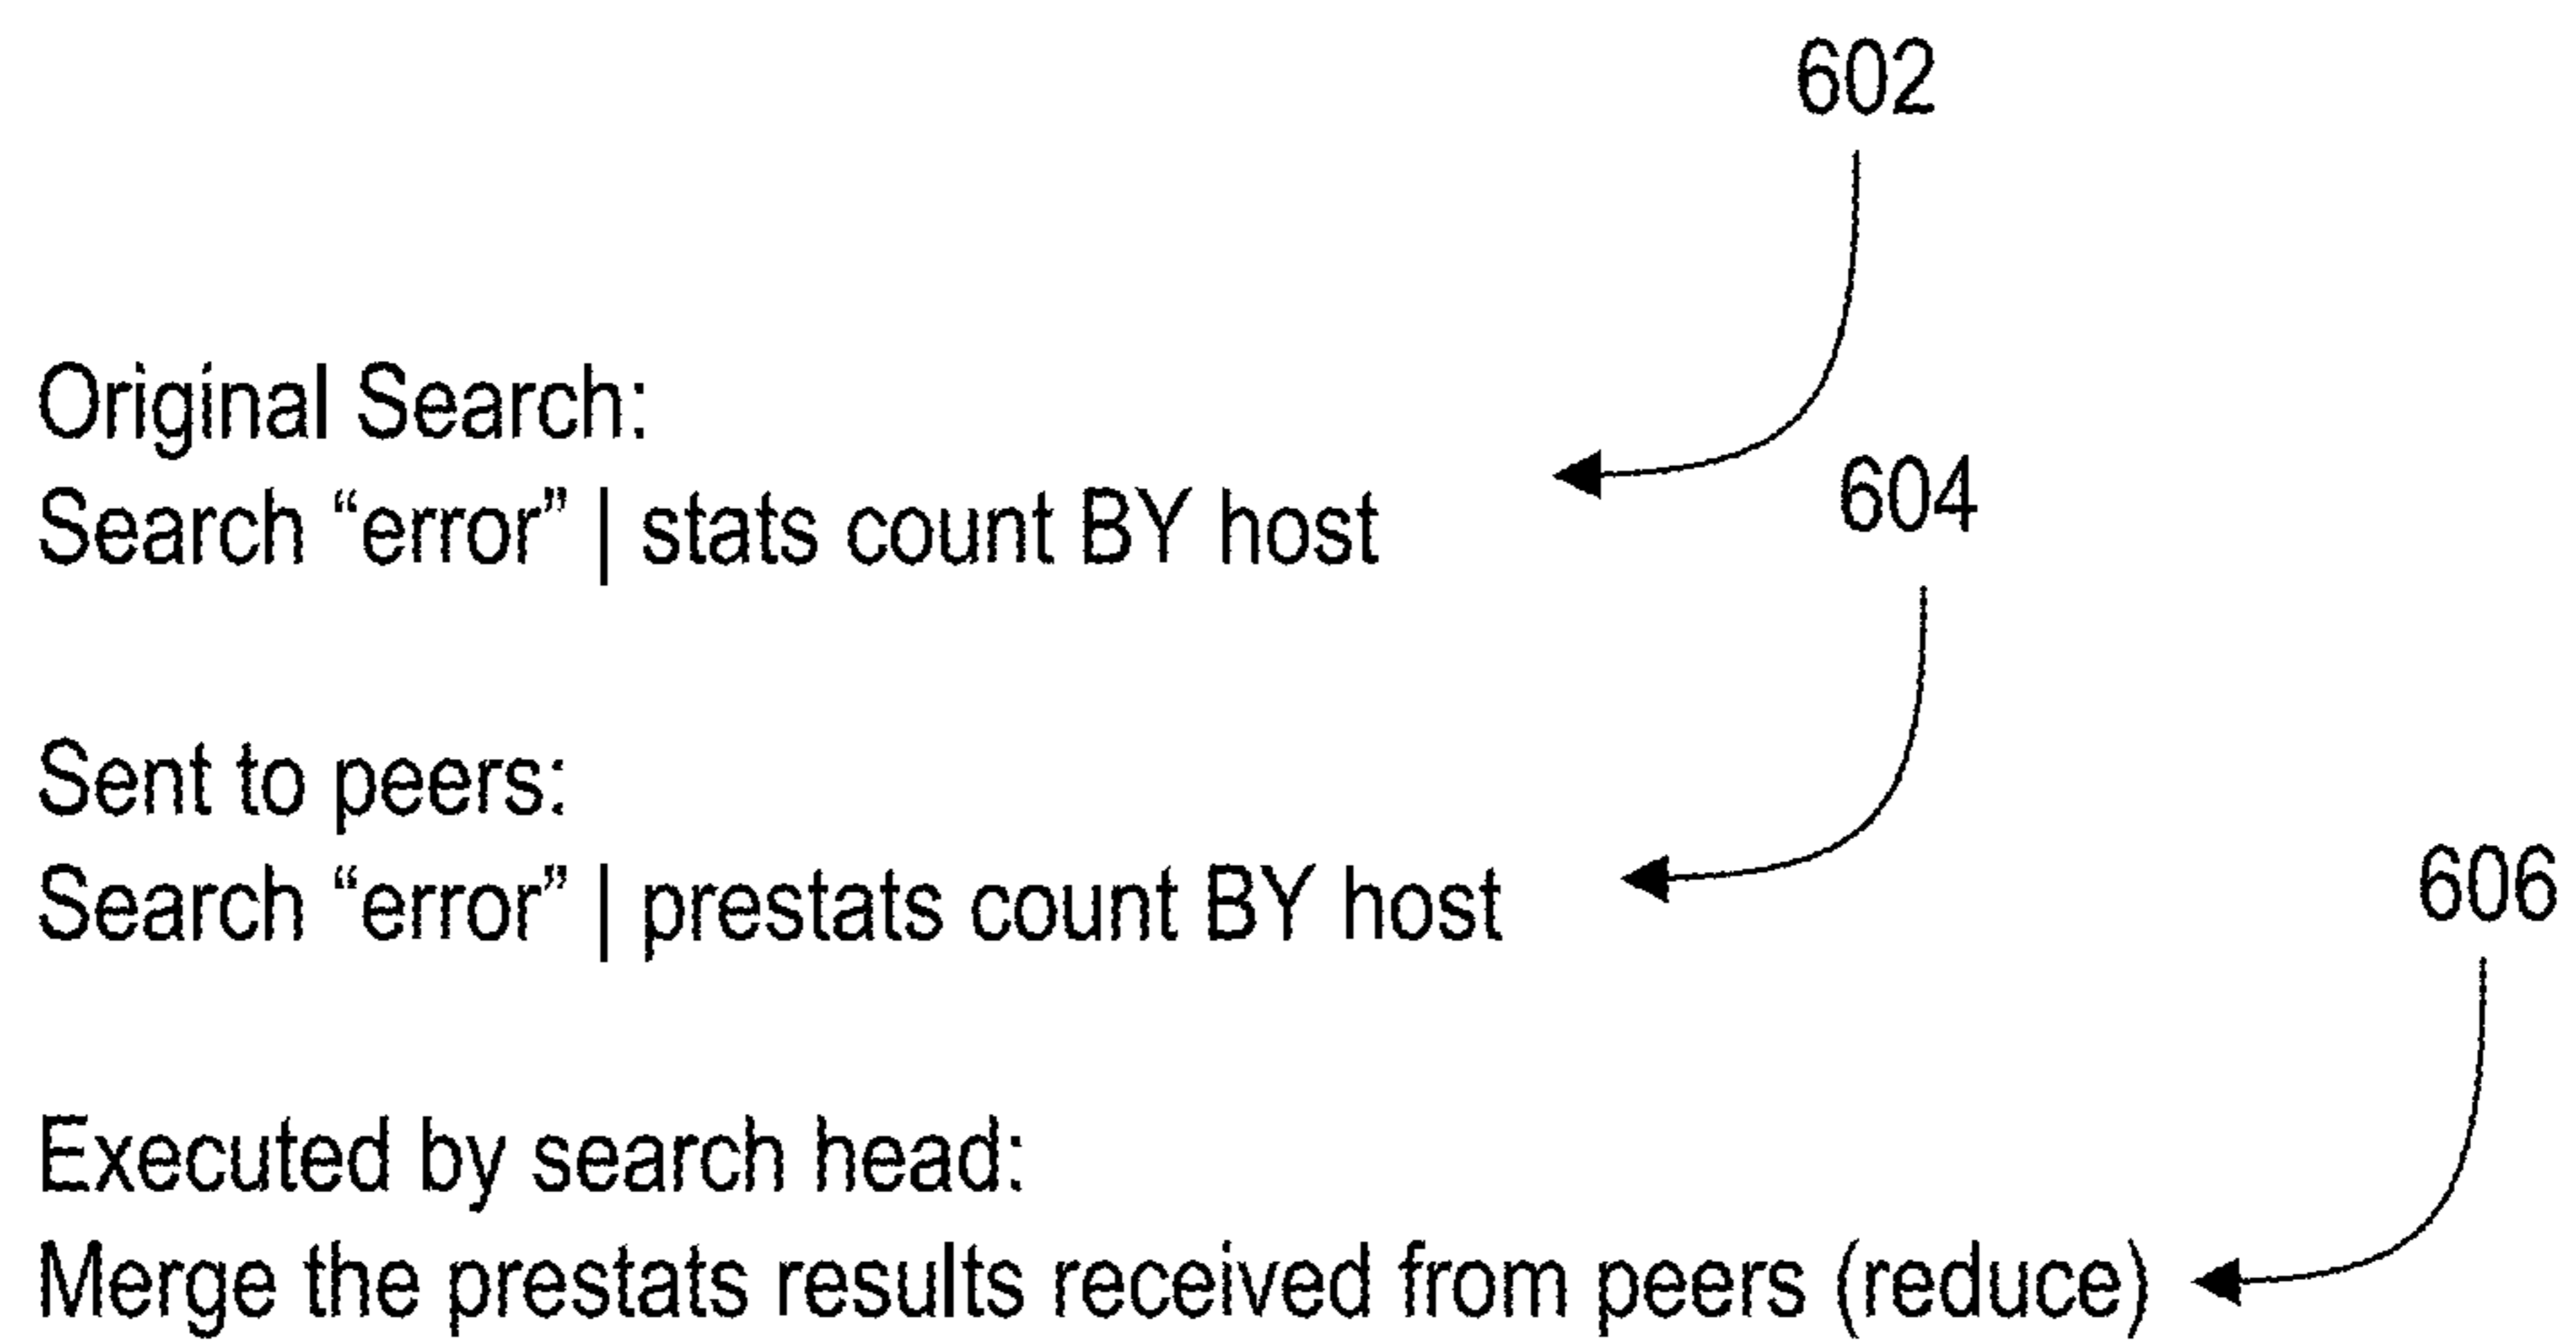 602
Original Search:
Search “error” | stats count BY host
604
Sent to peers:
Search “error” | prestats count BY host
606
Executed by search head:
Merge the prestats results received from peers (reduce)